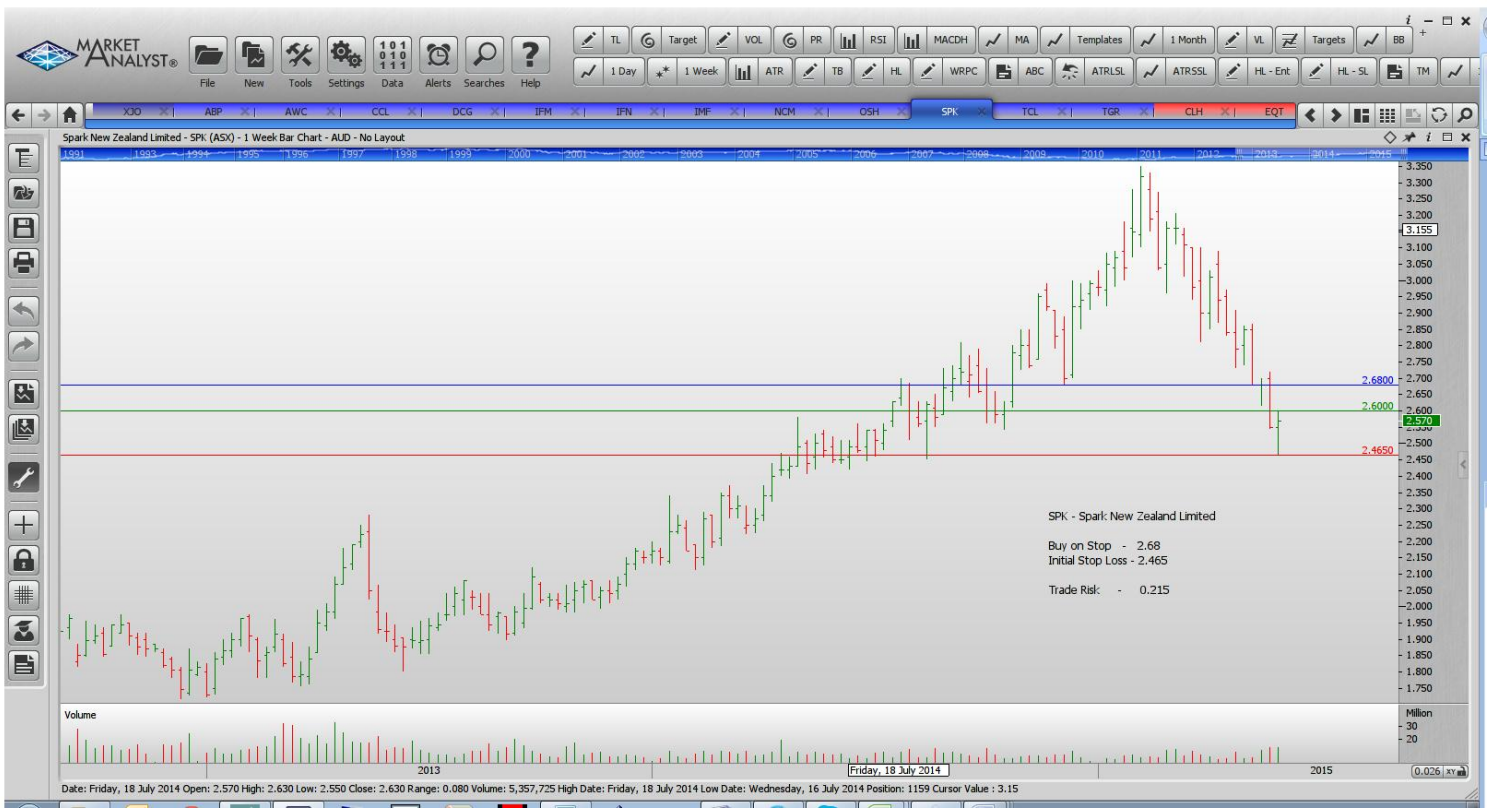 MARKET ANALYST®
File New Tools Settings Data Alerts Searches Help
TL Target VOL PR RSI MACDH MA Templates 1 Month VL Targets BB
1 Day 1 Week ATR TB HL WRPC ABC ATRLSL ATRSSL HL - Ent HL - SL TM
XJO ABP AWC CCL DCG IFM IFN IMF NCM OSH SPK TCL TGR CLH EQT
Spark New Zealand Limited - SPK (ASX) - 1 Week Bar Chart - AUD - No Layout
1991 1993 1994 1995 1996 1997 1998 1999 2000 2001 2002 2003 2004 2005 2006 2007 2008 2009 2010 2011 2012 2013 2014 2015
3.350
3.300
3.250
3.200
3.155
3.100
3.050
3.000
2.950
2.900
2.850
2.800
2.750
2.6800 2.700
2.650
2.6000 2.600
2.570
2.550
2.500
2.4650 2.450
2.400
2.350
2.300
2.250
2.200
2.150
2.100
2.050
2.000
1.950
1.900
1.850
1.800
1.750
SPK - Spark New Zealand Limited
Buy on Stop - 2.68
Initial Stop Loss - 2.465
Trade Risk - 0.215
Volume
Million
30
20
2013 Friday, 18 July 2014 2015 0.026 XY
Date: Friday, 18 July 2014 Open: 2.570 High: 2.630 Low: 2.550 Close: 2.630 Range: 0.080 Volume: 5,357,725 High Date: Friday, 18 July 2014 Low Date: Wednesday, 16 July 2014 Position: 1159 Cursor Value : 3.15